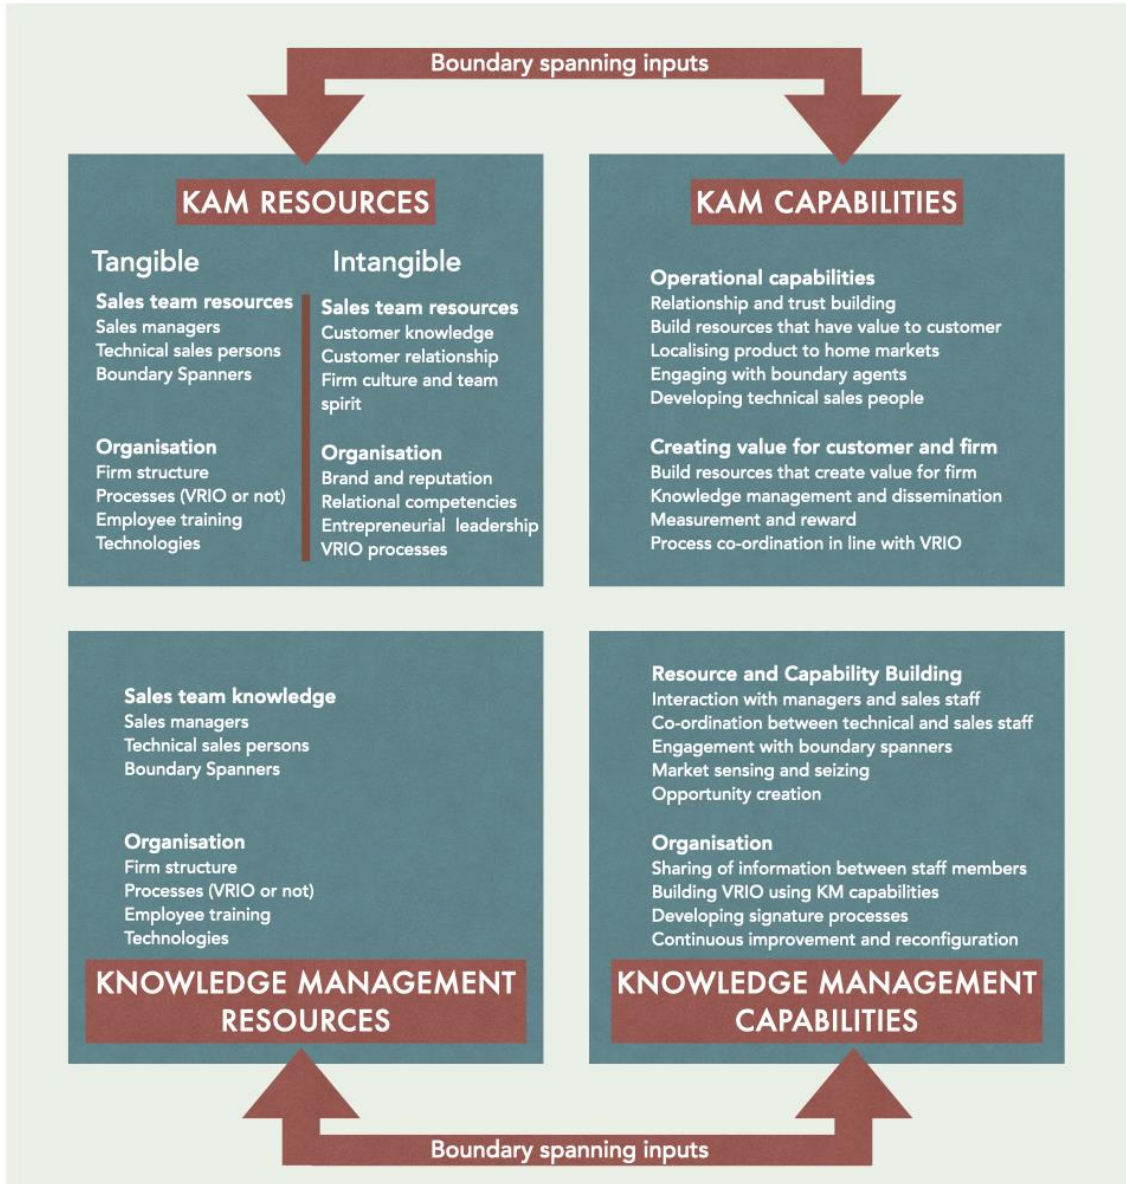 Boundary spanning inputs
KAM RESOURCES
Tangible
Sales team resources
Sales managers
Technical sales persons
Boundary Spanners
Organisation
Firm structure
Processes (VRIO or not)
Employee training
Technologies
Intangible
Sales team resources
Customer knowledge
Customer relationship
Firm culture and team
spirit
Organisation
Brand and reputation
Relational competencies
Entrepreneurial leadership
VRIO processes
KAM CAPABILITIES
Operational capabilities
Relationship and trust building
Build resources that have value to customer
Localising product to home markets
Engaging with boundary agents
Developing technical sales people
Creating value for customer and firm
Build resources that create value for firm
Knowledge management and dissemination
Measurement and reward
Process co-ordination in line with VRIO
Sales team knowledge
Sales managers
Technical sales persons
Boundary Spanners
Organisation
Firm structure
Processes (VRIO or not)
Employee training
Technologies
KNOWLEDGE MANAGEMENT
RESOURCES
Resource and Capability Building
Interaction with managers and sales staff
Co-ordination between technical and sales staff
Engagement with boundary spanners
Market sensing and seizing
Opportunity creation
Organisation
Sharing of information between staff members
Building VRIO using KM capabilities
Developing signature processes
Continuous improvement and reconfiguration
KNOWLEDGE MANAGEMENT
CAPABILITIES
Boundary spanning inputs